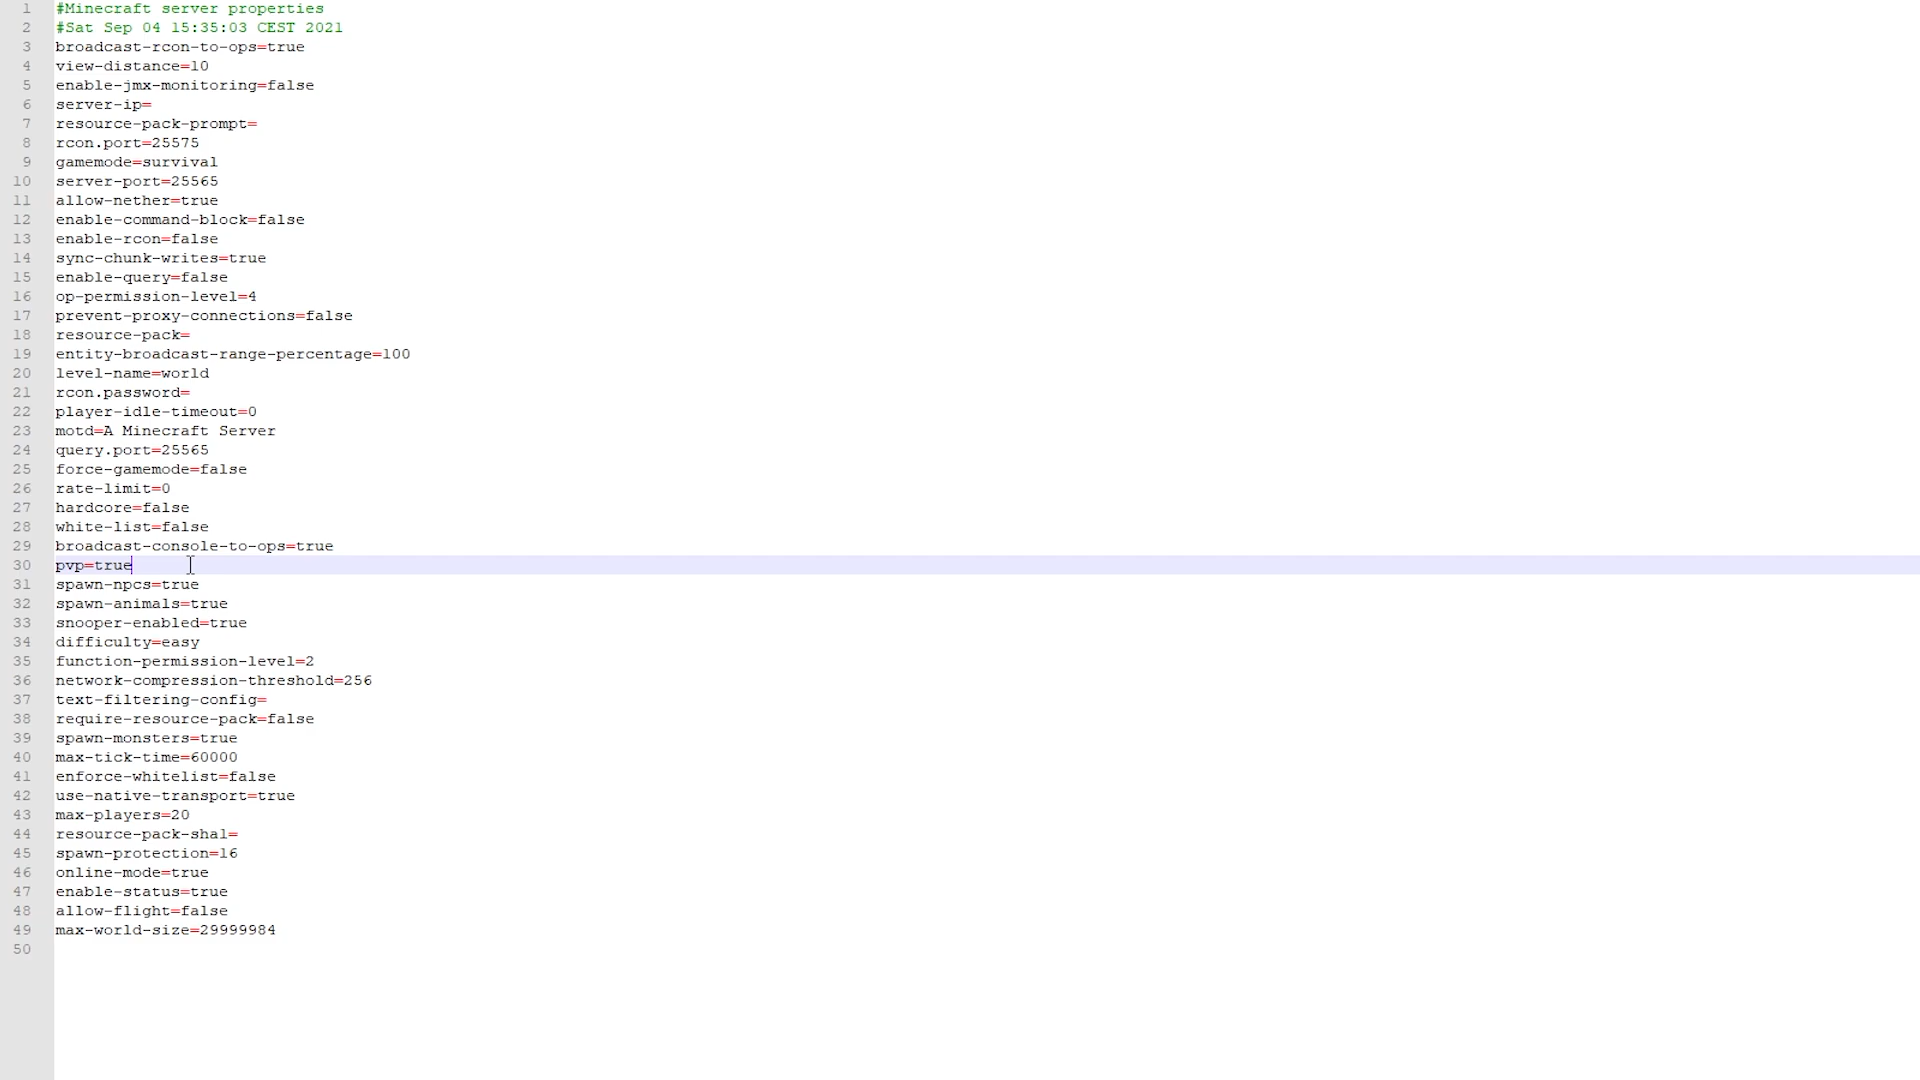 1 #Minecraft server properties
2 #Sat Sep 04 15:35:03 CEST 2021
3 broadcast-rcon-to-ops=true
4 view-distance=10
5 enable-jmx-monitoring=false
6 server-ip=
7 resource-pack-prompt=
8 rcon.port=25575
9 gamemode=survival
10 server-port=25565
11 allow-nether=true
12 enable-command-block=false
13 enable-rcon=false
14 sync-chunk-writes=true
15 enable-query=false
16 op-permission-level=4
17 prevent-proxy-connections=false
18 resource-pack=
19 entity-broadcast-range-percentage=100
20 level-name=world
21 rcon.password=
22 player-idle-timeout=0
23 motd=A Minecraft Server
24 query.port=25565
25 force-gamemode=false
26 rate-limit=0
27 hardcore=false
28 white-list=false
29 broadcast-console-to-ops=true
30 pvp=true
31 spawn-npcs=true
32 spawn-animals=true
33 snooper-enabled=true
34 difficulty=easy
35 function-permission-level=2
36 network-compression-threshold=256
37 text-filtering-config=
38 require-resource-pack=false
39 spawn-monsters=true
40 max-tick-time=60000
41 enforce-whitelist=false
42 use-native-transport=true
43 max-players=20
44 resource-pack-sha1=
45 spawn-protection=16
46 online-mode=true
47 enable-status=true
48 allow-flight=false
49 max-world-size=29999984
50